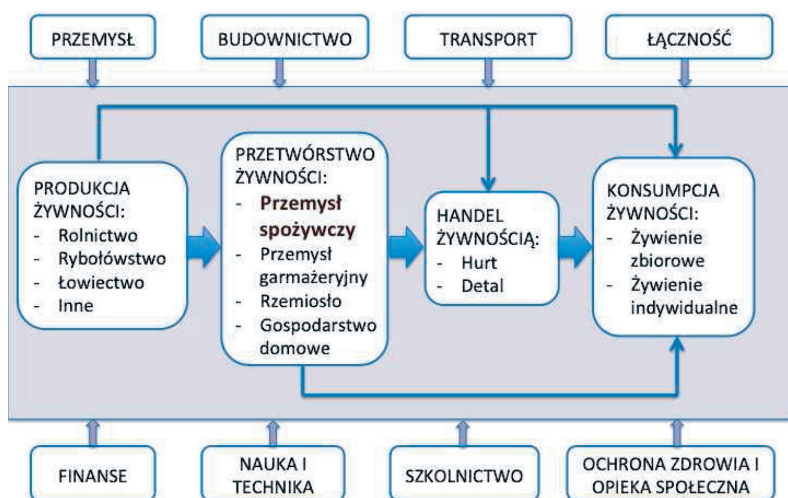 PRZEMYSŁ
BUDOWNICTWO
TRANSPORT
ŁĄCZNOŚĆ
PRODUKCJA
ŻYWNOŚCI:
- Rolnictwo
- Rybołówstwo
- Łowiectwo
- Inne
PRZETWÓRSTWO
ŻYWNOŚCI:
- Przemysł
spożywczy
- Przemysł
garmażeryjny
- Rzemiosło
- Gospodarstwo
domowe
HANDEL
ŻYWNOŚCIĄ:
- Hurt
- Detal
KONSUMPCJA
ŻYWNOŚCI:
- Żywienie
zbiorowe
- Żywienie
indywidualne
FINANSE
NAUKA I
TECHNIKA
SZKOLNICTWO
OCHRONA ZDROWIA I
OPIEKA SPOŁECZNA